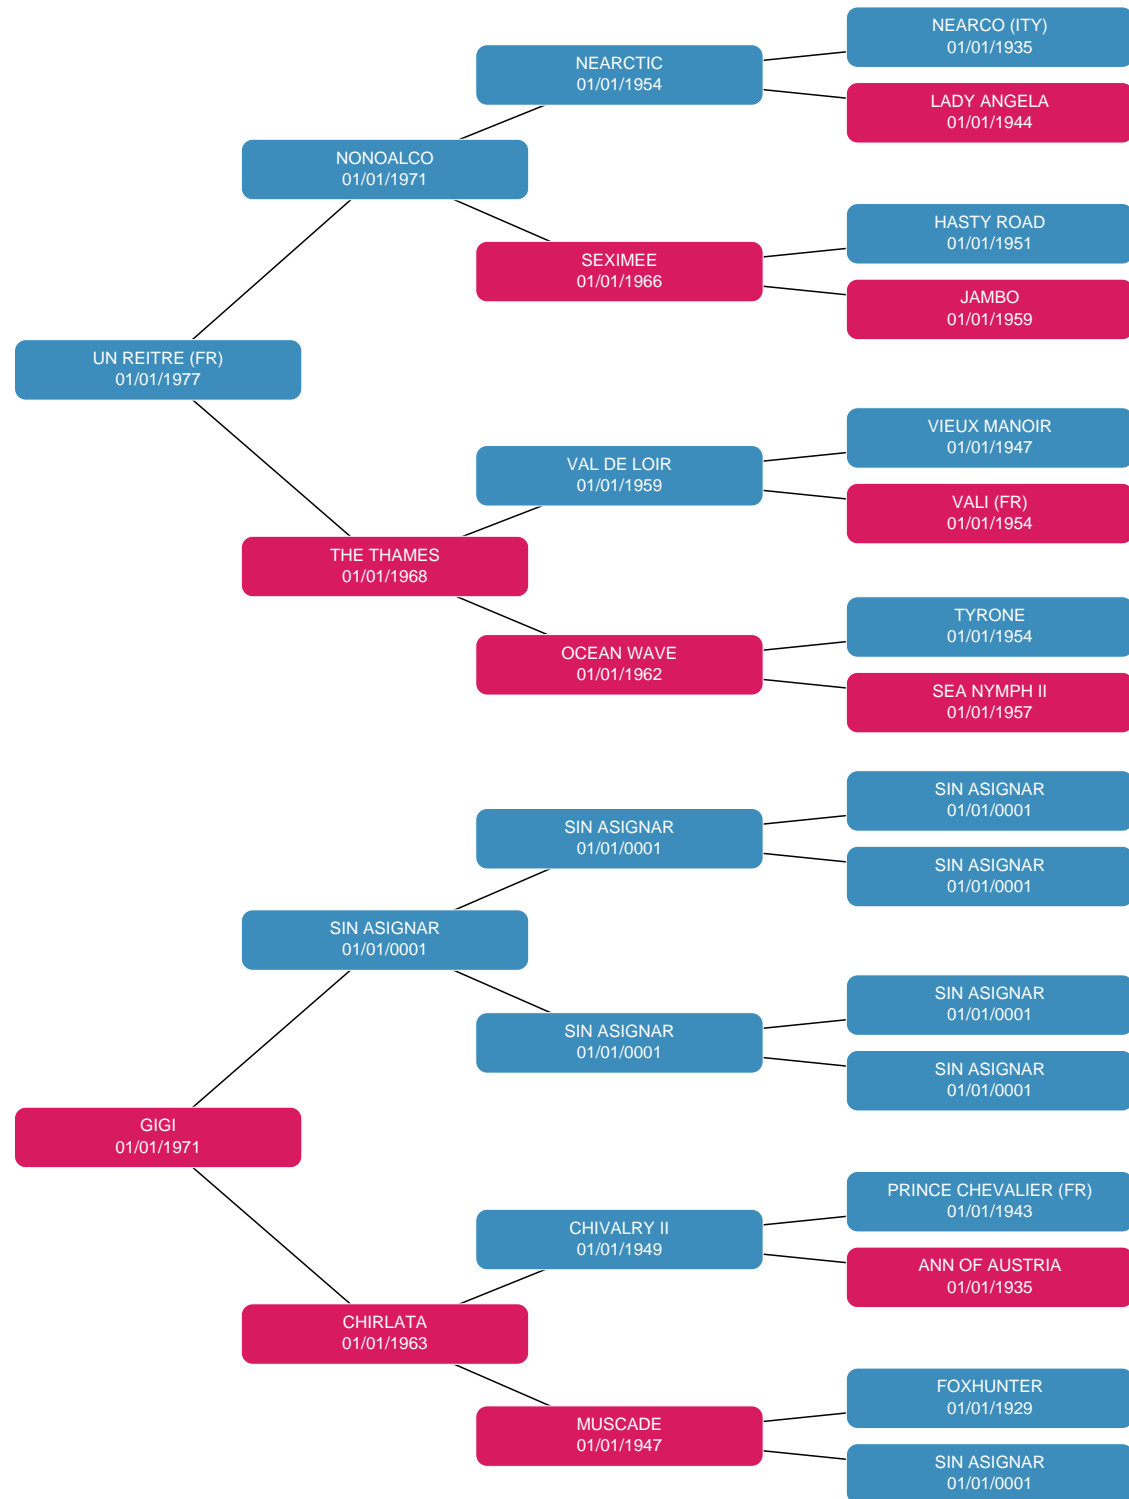 NEARCO (ITY)
01/01/1935
NEARCTIC
01/01/1954
LADY ANGELA
01/01/1944
NONOALCO
01/01/1971
HASTY ROAD
01/01/1951
SEXIMEE
01/01/1966
JAMBO
01/01/1959
UN REITRE (FR)
01/01/1977
VIEUX MANOIR
01/01/1947
VAL DE LOIR
01/01/1959
VALI (FR)
01/01/1954
THE THAMES
01/01/1968
TYRONE
01/01/1954
OCEAN WAVE
01/01/1962
SEA NYMPH II
01/01/1957
SIN ASIGNAR
01/01/0001
SIN ASIGNAR
01/01/0001
SIN ASIGNAR
01/01/0001
SIN ASIGNAR
01/01/0001
SIN ASIGNAR
01/01/0001
SIN ASIGNAR
01/01/0001
SIN ASIGNAR
01/01/0001
GIGI
01/01/1971
PRINCE CHEVALIER (FR)
01/01/1943
CHIVALRY II
01/01/1949
ANN OF AUSTRIA
01/01/1935
CHIRLATA
01/01/1963
FOXHUNTER
01/01/1929
MUSCADE
01/01/1947
SIN ASIGNAR
01/01/0001